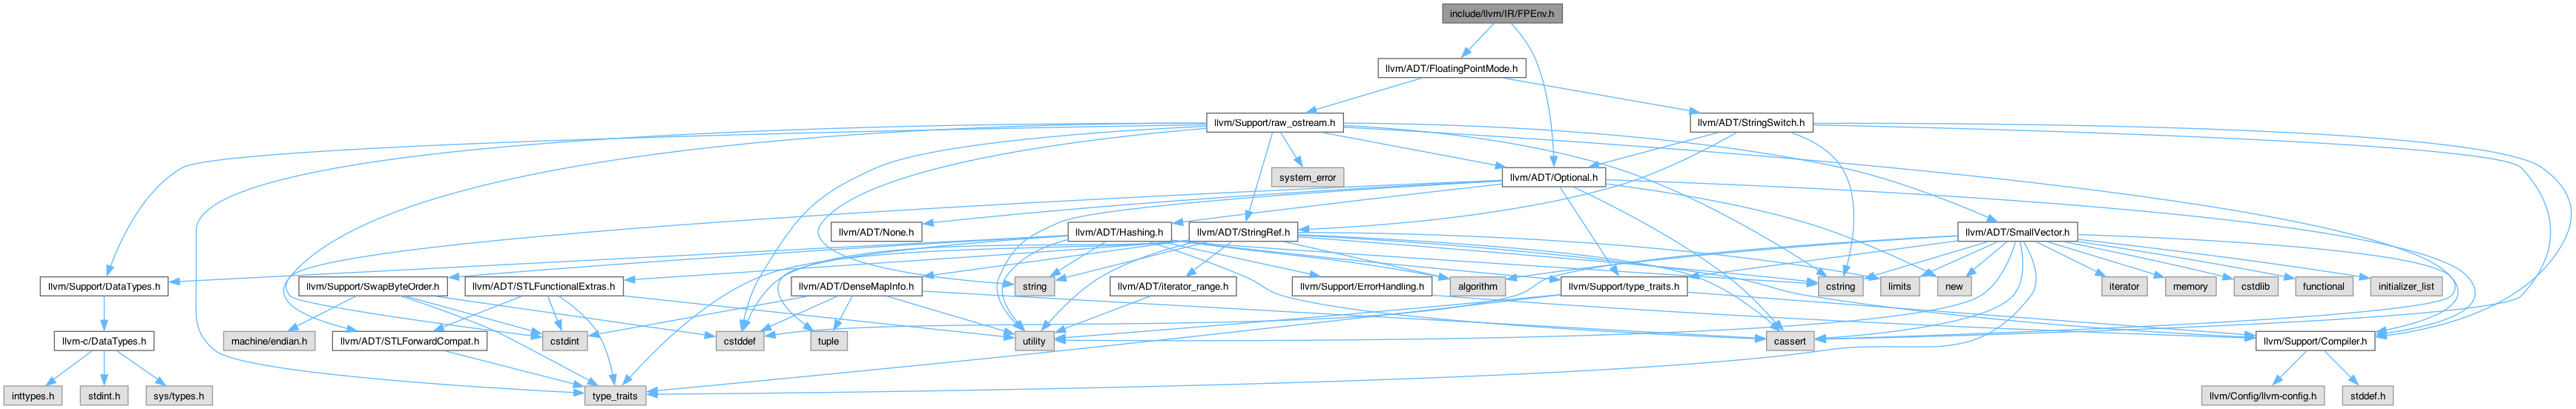 include/llvm/IR/FPEnv.h
llvm/ADT/FloatingPointMode.h
llvm/Support/raw_ostream.h
llvm/ADT/StringSwitch.h
system_error
llvm/ADT/Optional.h
llvm/ADT/None.h
llvm/ADT/Hashing.h
llvm/ADT/StringRef.h
llvm/ADT/SmallVector.h
llvm/Support/DataTypes.h
llvm/Support/SwapByteOrder.h
llvm/ADT/STLFunctionalExtras.h
llvm/ADT/DenseMapInfo.h
string
llvm/ADT/iterator_range.h
llvm/Support/ErrorHandling.h
algorithm
llvm/Support/type_traits.h
cstring
limits
new
iterator
memory
cstdlib
functional
initializer_list
llvm-c/DataTypes.h
machine/endian.h
llvm/ADT/STLForwardCompat.h
cstdint
cstddef
tuple
utility
cassert
llvm/Support/Compiler.h
inttypes.h
stdint.h
sys/types.h
type_traits
llvm/Config/llvm-config.h
stddef.h